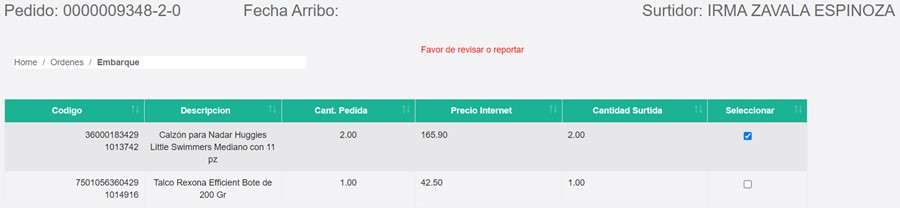 Pedido: 0000009348-2-0 Fecha Arribo: Surtidor: IRMA ZAVALA ESPINOZA
Favor de revisar o reportar
Home / Ordenes / Embarque
Codigo Descripcion Cant. Pedida Precio Internet Cantidad Surtida Seleccionar
36000183429 Calzón para Nadar Huggies 2.00 165.90 2.00
1013742 Little Swimmers Mediano con 11
pz
7501056360429 Talco Rexona Efficient Bote de 1.00 42.50 1.00
1014916 200 Gr